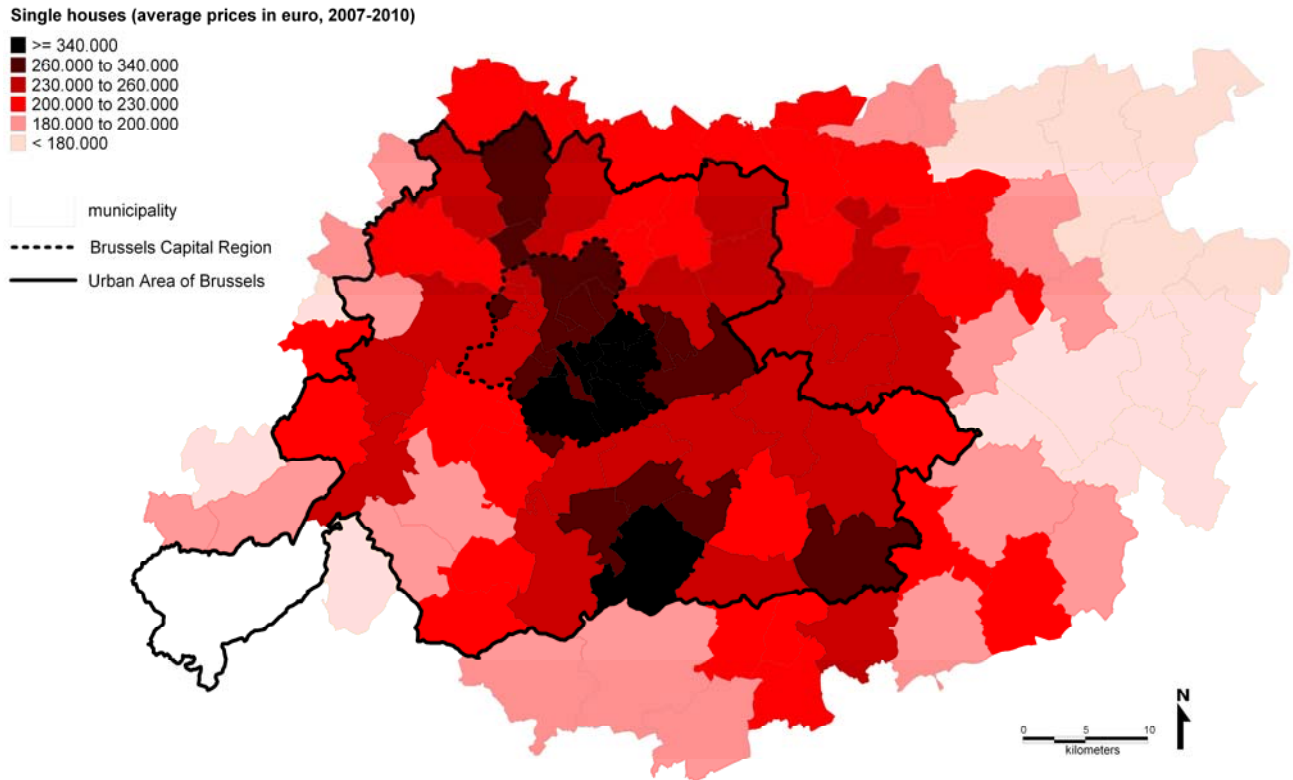 Single houses (average prices in euro, 2007-2010)
>= 340.000
260.000 to 340.000
230.000 to 260.000
200.000 to 230.000
180.000 to 200.000
< 180.000
municipality
Brussels Capital Region
Urban Area of Brussels
N
0 5 10
kilometers